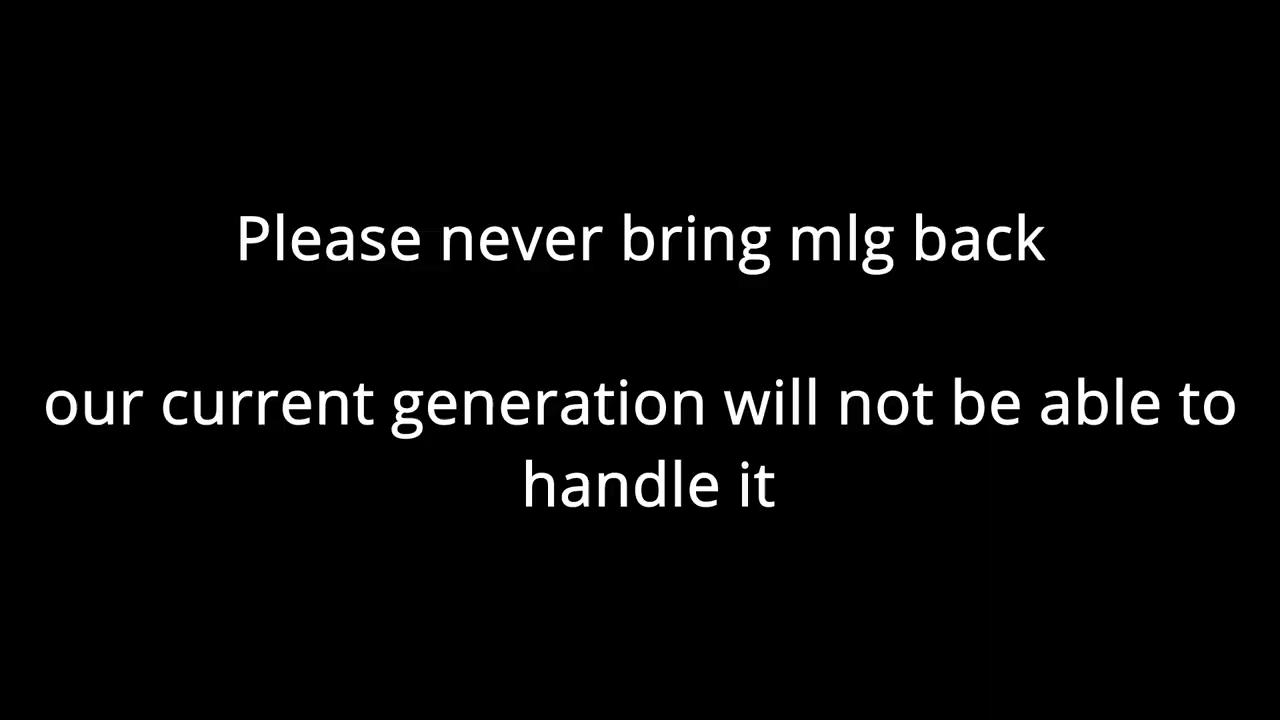 Please never bring mlg back
our current generation will not be able to
handle it